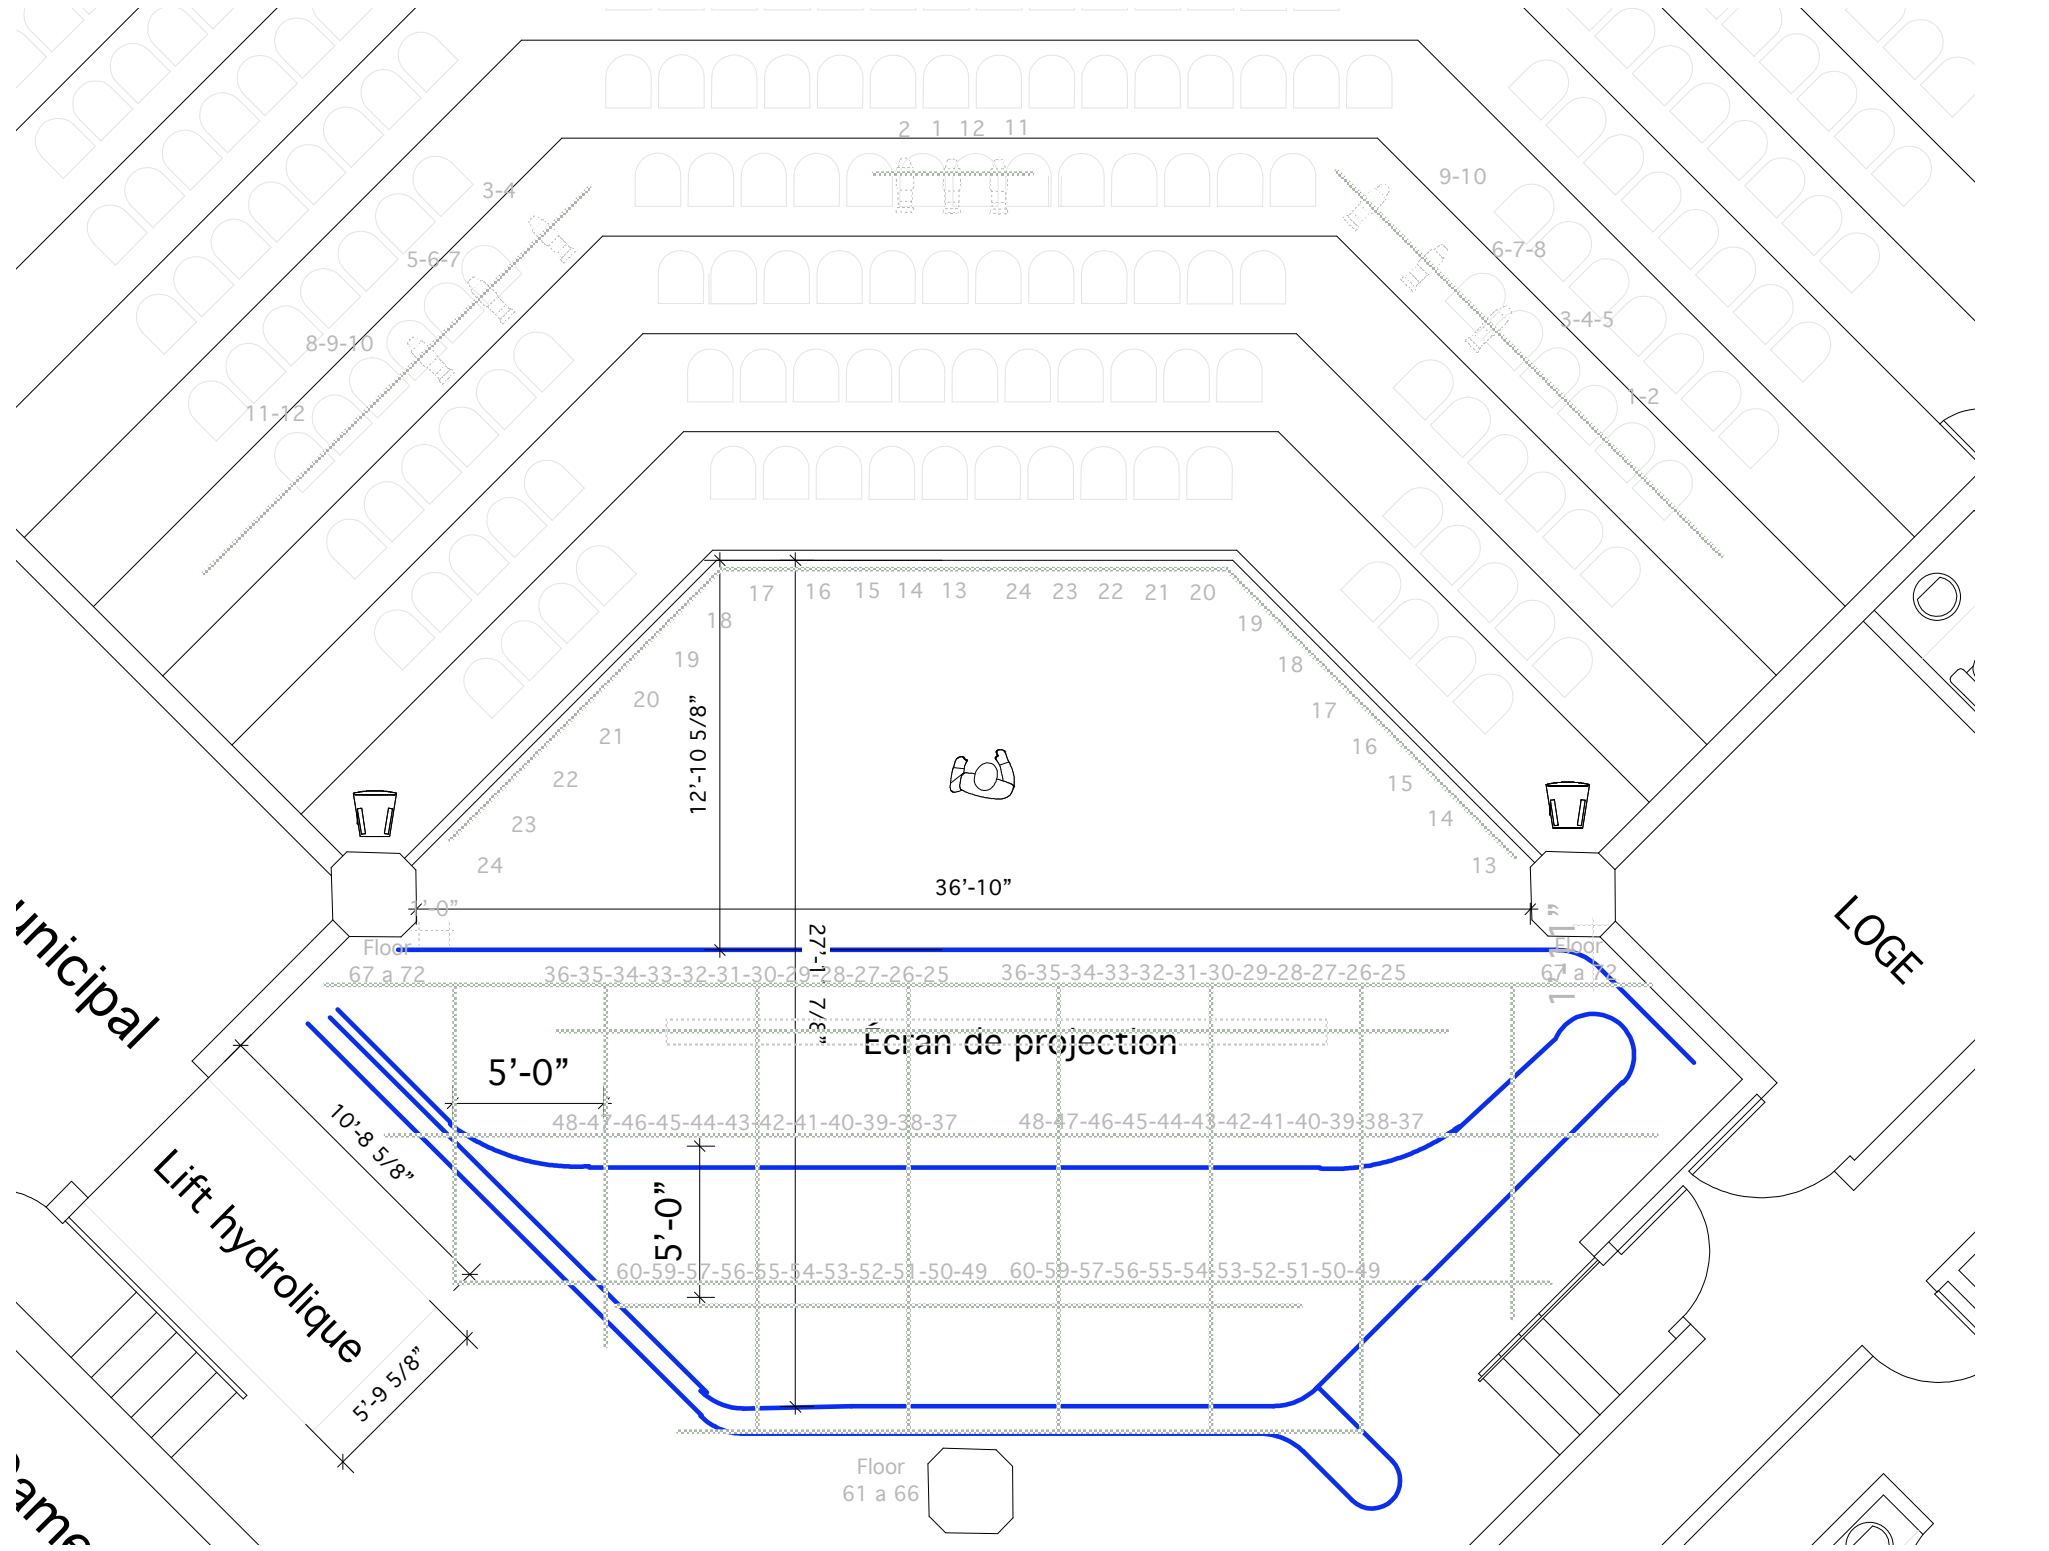 2 1 12 11
3-4
9-10
5-6-7
6-7-8
8-9-10
3-4-5
11-12
1-2
17 16 15 14 13 24 23 22 21 20
18
19
19
18
20
17
21
16
22
15
23
14
24
13
12'-10 5/8"
36'-10"
1'-0"
Floor
67 a 72
Floor
67 a 72
27'-1 7/8"
36-35-34-33-32-31-30-29-28-27-26-25
36-35-34-33-32-31-30-29-28-27-26-25
Écran de projection
5'-0"
48-47-46-45-44-43-42-41-40-39-38-37
48-47-46-45-44-43-42-41-40-39-38-37
5'-0"
60-59-57-56-55-54-53-52-51-50-49
60-59-57-56-55-54-53-52-51-50-49
10'-8 5/8"
5'-9 5/8"
Lift hydrolique
unicipal
LOGE
Floor
61 a 66
ame